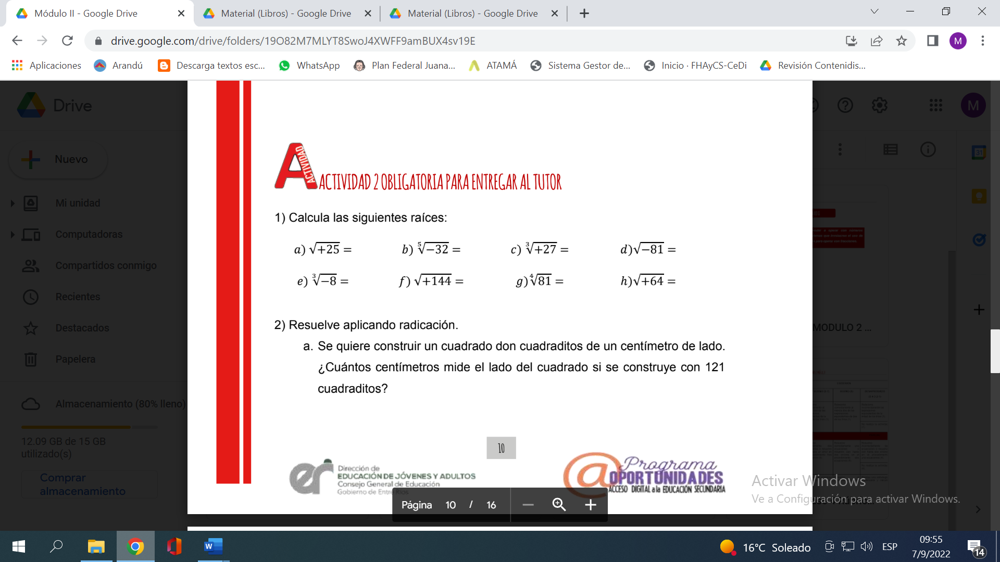 Módulo II - Google Drive
Material (Libros) - Google Drive
Material (Libros) - Google Drive
drive.google.com/drive/folders/19O82M7MLYT8SwoJ4XWFF9amBUX4sv19E
M
Aplicaciones
Arandú
Descarga textos esc...
WhatsApp
Plan Federal Juana...
ATAMÁ
Sistema Gestor de...
Inicio · FHAyCS-CeDi
Revisión Contenidis...
Drive
M
Nuevo
31
Mi unidad
Computadoras
Compartidos conmigo
Recientes
Destacados
Papelera
Almacenamiento (80% lleno)
12.09 GB de 15 GB
utilizado(s)
Comprar
almacenamiento
ACTIVIDAD
ACTIVIDAD 2 OBLIGATORIA PARA ENTREGAR AL TUTOR
1) Calcula las siguientes raíces:
a) √+25 = b) ⁵√−32 = c) ³√+27 = d)√−81 =
e) ³√−8 = f) √+144 = g)⁴√81 = h)√+64 =
2) Resuelve aplicando radicación.
a. Se quiere construir un cuadrado don cuadraditos de un centímetro de lado.
¿Cuántos centímetros mide el lado del cuadrado si se construye con 121
cuadraditos?
10
er
Dirección de
EDUCACIÓN DE JÓVENES Y ADULTOS
Consejo General de Educación
Gobierno de Entre Ríos
@ Programa
OPORTUNIDADES
ACCESO DIGITAL a la EDUCACIÓN SECUNDARIA
MODULO 2 ...
Página 10 / 16
Activar Windows
Ve a Configuración para activar Windows.
W
16°C Soleado
ESP
09:55
7/9/2022
14